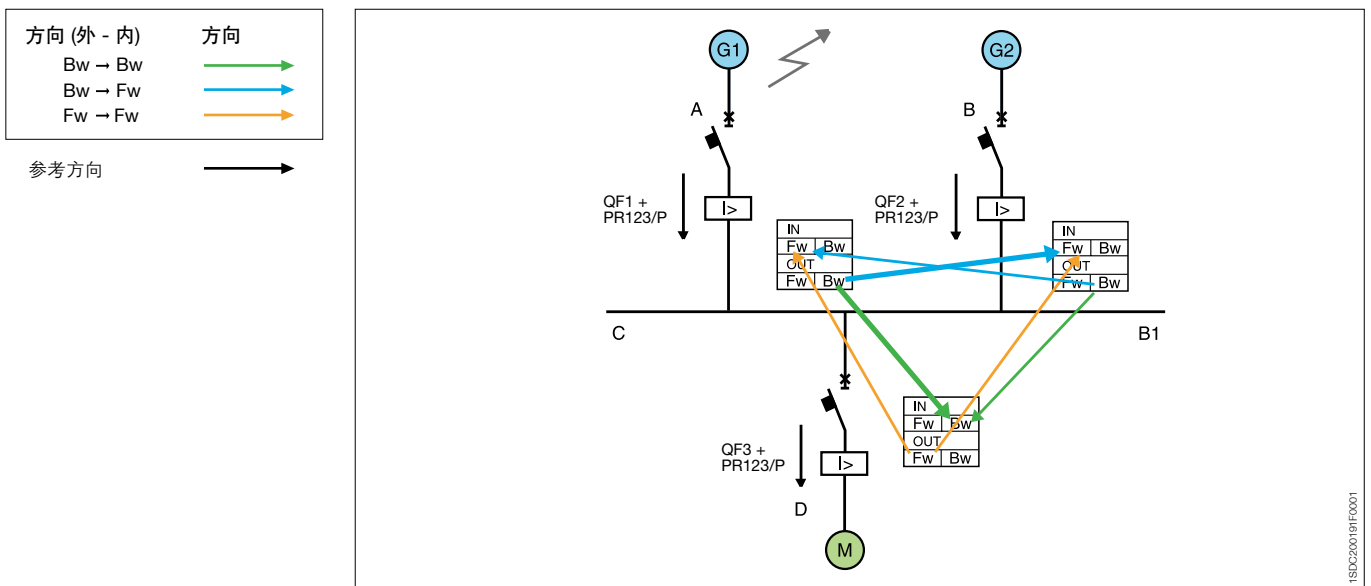 方向 (外 - 内) 方向
Bw → Bw
Bw → Fw
Fw → Fw
参考方向
G1
G2
A
B
QF1 +
PR123/P
I>
QF2 +
PR123/P
I>
IN
Fw Bw
OUT
Fw Bw
IN
Fw Bw
OUT
Fw Bw
C
B1
IN
Fw Bw
OUT
Fw Bw
QF3 +
PR123/P
I>
D
M
1SDC200191F0001